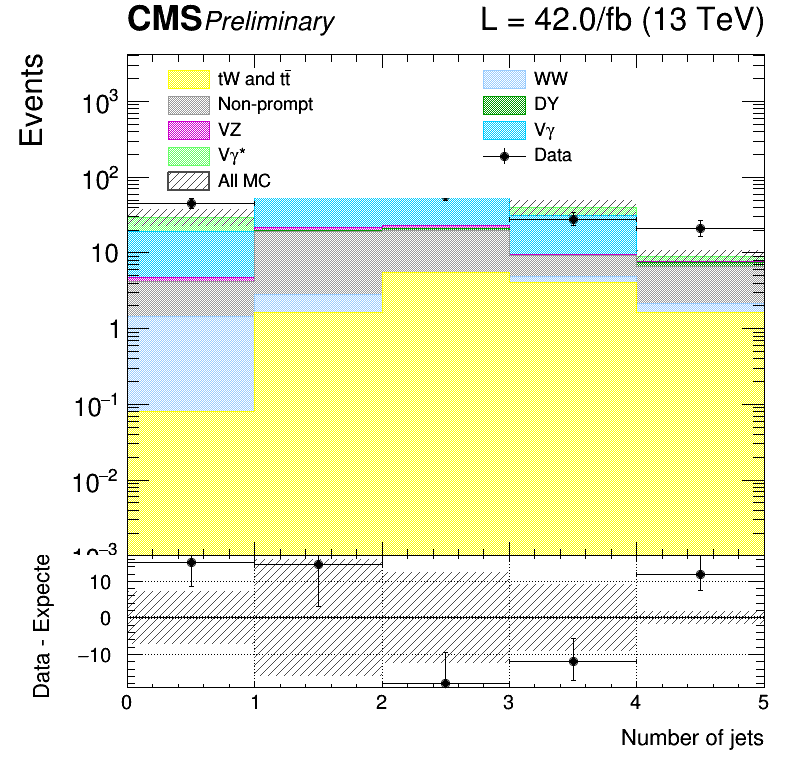 CMS Preliminary L = 42.0/fb (13 TeV)
Events
tW and tt̄
WW
Non-prompt
DY
VZ
Vγ
Vγ*
Data
All MC
10³
10²
10
1
10⁻¹
10⁻²
10⁻³
Data - Expecte
10
0
−10
0 1 2 3 4 5
Number of jets